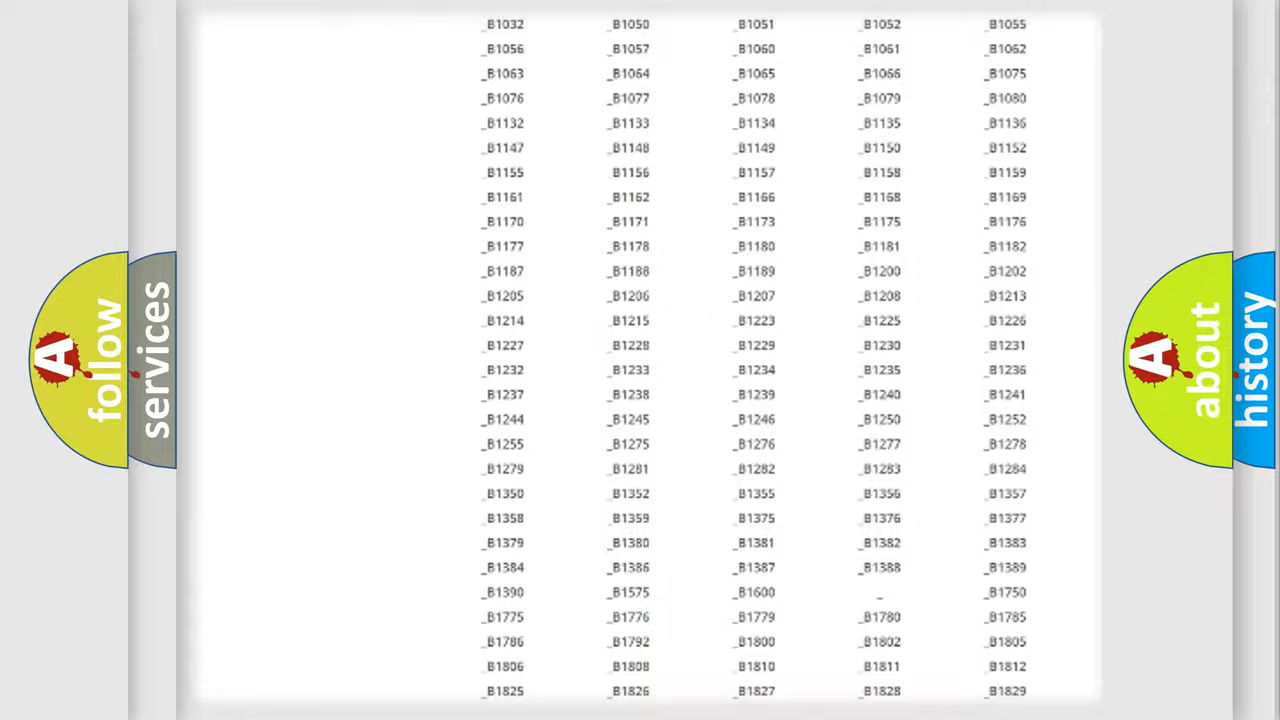 _B1032 _B1050 _B1051 _B1052 _B1055
_B1056 _B1057 _B1060 _B1061 _B1062
_B1063 _B1064 _B1065 _B1066 _B1075
_B1076 _B1077 _B1078 _B1079 _B1080
_B1132 _B1133 _B1134 _B1135 _B1136
_B1147 _B1148 _B1149 _B1150 _B1152
_B1155 _B1156 _B1157 _B1158 _B1159
_B1161 _B1162 _B1166 _B1168 _B1169
_B1170 _B1171 _B1173 _B1175 _B1176
_B1177 _B1178 _B1180 _B1181 _B1182
_B1187 _B1188 _B1189 _B1200 _B1202
_B1205 _B1206 _B1207 _B1208 _B1213
_B1214 _B1215 _B1223 _B1225 _B1226
_B1227 _B1228 _B1229 _B1230 _B1231
_B1232 _B1233 _B1234 _B1235 _B1236
_B1237 _B1238 _B1239 _B1240 _B1241
_B1244 _B1245 _B1246 _B1250 _B1252
_B1255 _B1275 _B1276 _B1277 _B1278
_B1279 _B1281 _B1282 _B1283 _B1284
_B1350 _B1352 _B1355 _B1356 _B1357
_B1358 _B1359 _B1375 _B1376 _B1377
_B1379 _B1380 _B1381 _B1382 _B1383
_B1384 _B1386 _B1387 _B1388 _B1389
_B1390 _B1575 _B1600 _ _B1750
_B1775 _B1776 _B1779 _B1780 _B1785
_B1786 _B1792 _B1800 _B1802 _B1805
_B1806 _B1808 _B1810 _B1811 _B1812
_B1825 _B1826 _B1827 _B1828 _B1829
A follow
services
A about
history